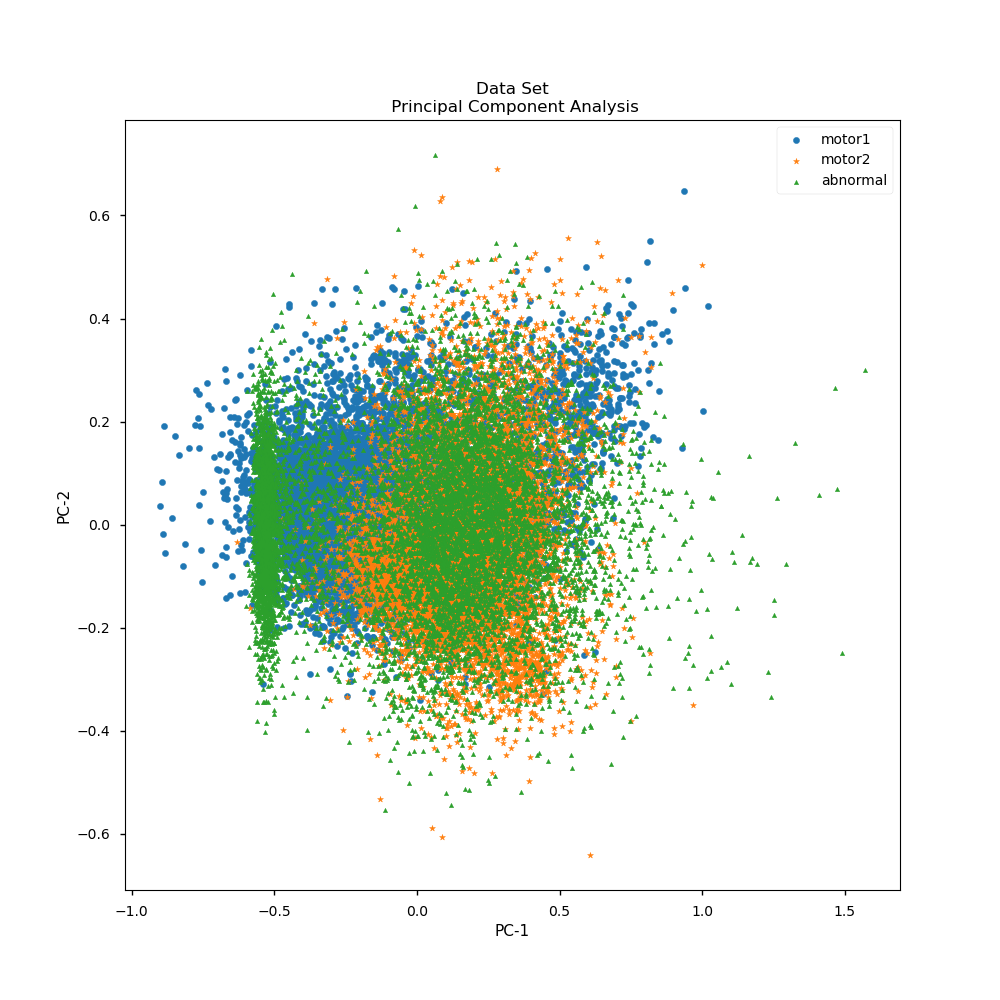 Data Set
Principal Component Analysis
motor1
motor2
abnormal
0.6
0.4
0.2
0.0
−0.2
−0.4
−0.6
PC-2
−1.0
−0.5
0.0
0.5
1.0
1.5
PC-1